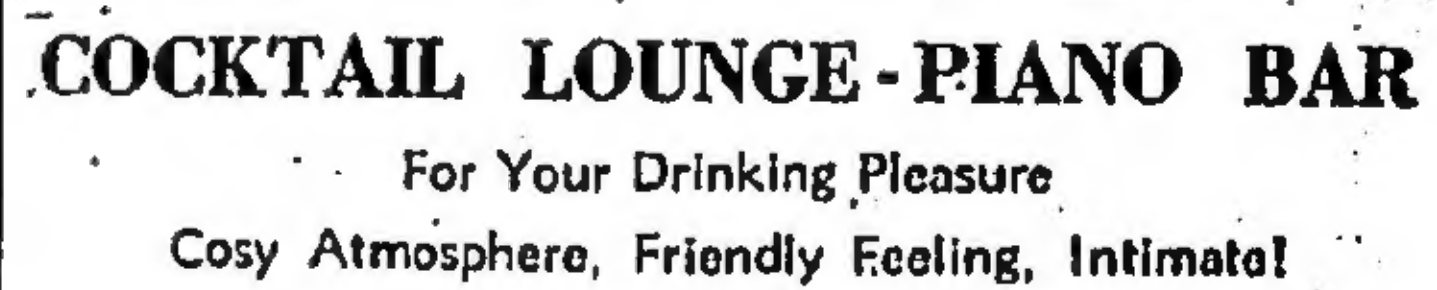 COCKTAIL LOUNGE - PIANO BAR
For Your Drinking Pleasure
Cosy Atmosphere, Friendly Feeling, Intimate!